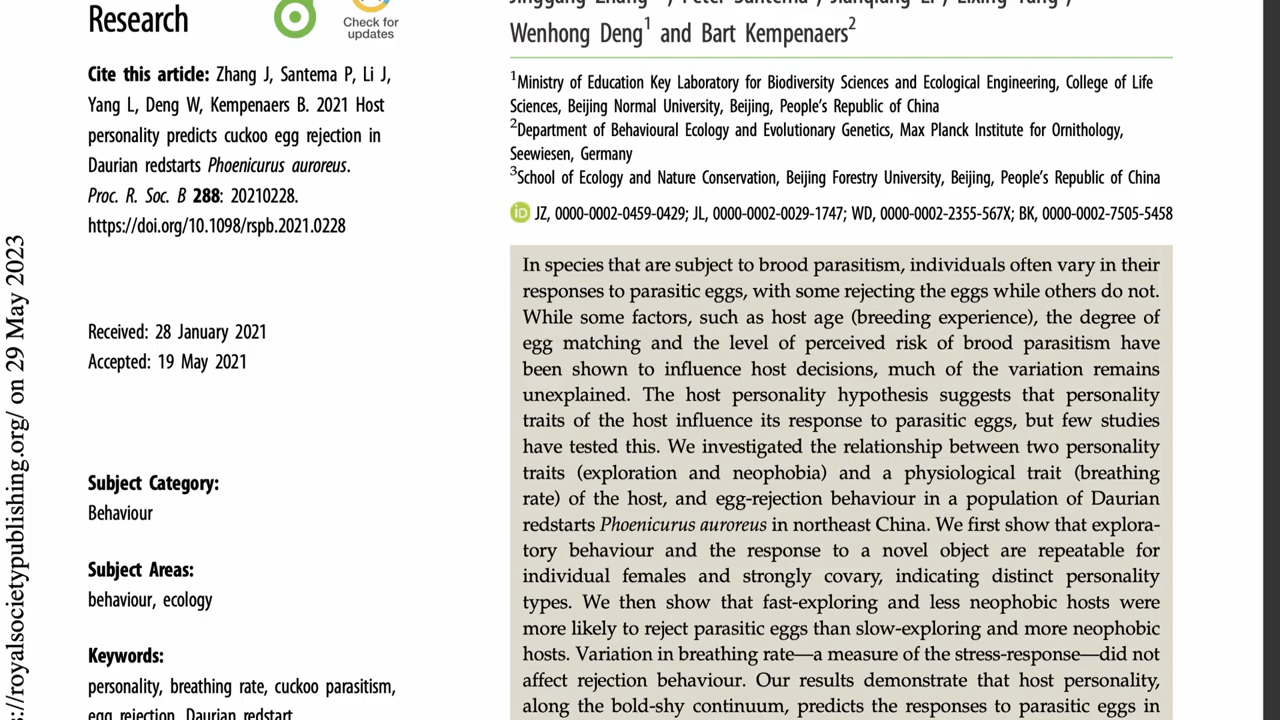 Research
Check for
updates
Cite this article: Zhang J, Santema P, Li J,
Yang L, Deng W, Kempenaers B. 2021 Host
personality predicts cuckoo egg rejection in
Daurian redstarts Phoenicurus auroreus.
Proc. R. Soc. B 288: 20210228.
https://doi.org/10.1098/rspb.2021.0228
Received: 28 January 2021
Accepted: 19 May 2021
Subject Category:
Behaviour
Subject Areas:
behaviour, ecology
Keywords:
personality, breathing rate, cuckoo parasitism,
egg rejection, Daurian redstart
s://royalsocietypublishing.org/ on 29 May 2023
Wenhong Deng1 and Bart Kempenaers2
1Ministry of Education Key Laboratory for Biodiversity Sciences and Ecological Engineering, College of Life
Sciences, Beijing Normal University, Beijing, People's Republic of China
2Department of Behavioural Ecology and Evolutionary Genetics, Max Planck Institute for Ornithology,
Seewiesen, Germany
3School of Ecology and Nature Conservation, Beijing Forestry University, Beijing, People's Republic of China
iD JZ, 0000-0002-0459-0429; JL, 0000-0002-0029-1747; WD, 0000-0002-2355-567X; BK, 0000-0002-7505-5458
In species that are subject to brood parasitism, individuals often vary in their
responses to parasitic eggs, with some rejecting the eggs while others do not.
While some factors, such as host age (breeding experience), the degree of
egg matching and the level of perceived risk of brood parasitism have
been shown to influence host decisions, much of the variation remains
unexplained. The host personality hypothesis suggests that personality
traits of the host influence its response to parasitic eggs, but few studies
have tested this. We investigated the relationship between two personality
traits (exploration and neophobia) and a physiological trait (breathing
rate) of the host, and egg-rejection behaviour in a population of Daurian
redstarts Phoenicurus auroreus in northeast China. We first show that explora-
tory behaviour and the response to a novel object are repeatable for
individual females and strongly covary, indicating distinct personality
types. We then show that fast-exploring and less neophobic hosts were
more likely to reject parasitic eggs than slow-exploring and more neophobic
hosts. Variation in breathing rate—a measure of the stress-response—did not
affect rejection behaviour. Our results demonstrate that host personality,
along the bold-shy continuum, predicts the responses to parasitic eggs in